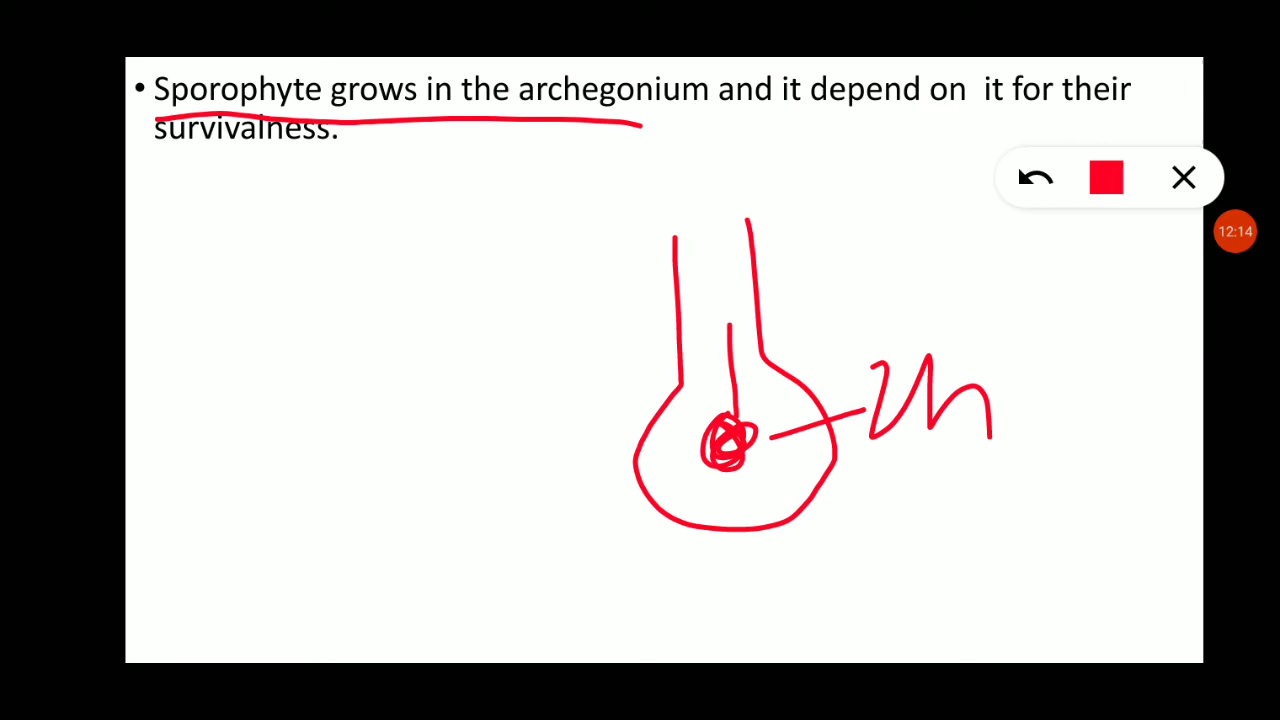 • Sporophyte grows in the archegonium and it depend on it for their
survivalness.
12:14
2n